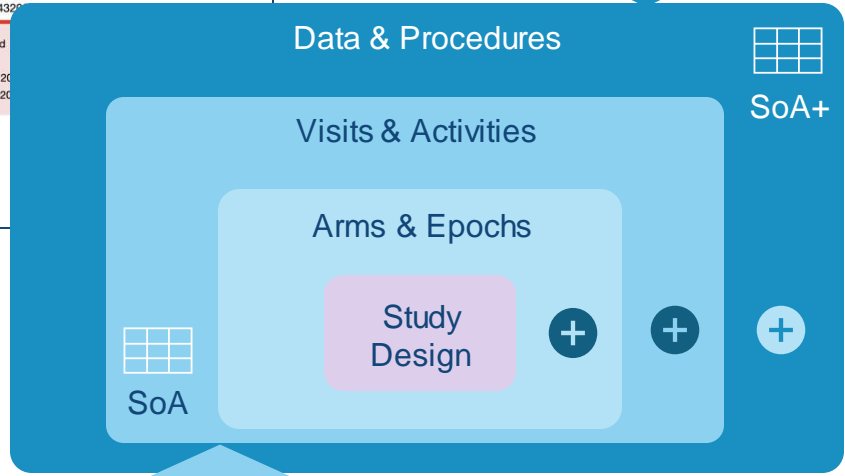 Data & Procedures
SoA+
Visits & Activities
Arms & Epochs
Study
Design
SoA